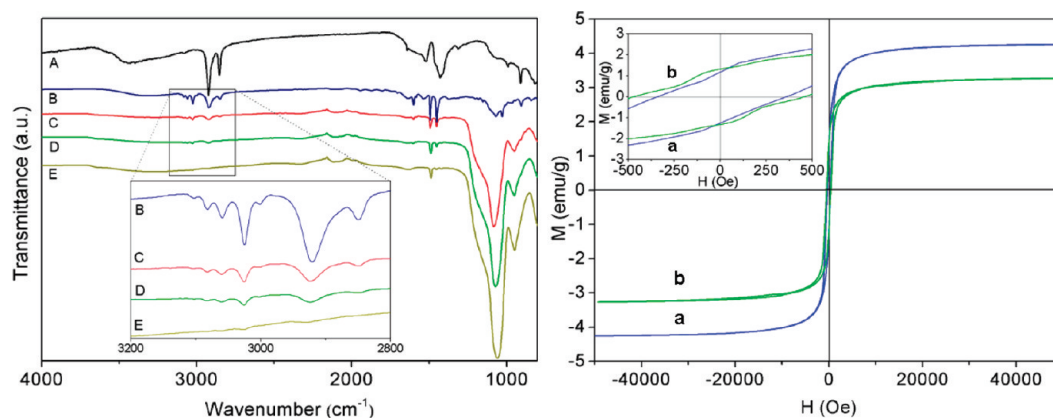 Transmittance (a.u.)
A
B
C
D
E
B
C
D
E
3200 3000 2800
4000 3000 2000 1000
Wavenumber (cm⁻¹)
M (emu/g)
5
4
3
2
1
0
-1
-2
-3
-4
-5
M (emu/g)
3
2
1
0
-1
-2
-3
b
a
-500 -250 0 250 500
H (Oe)
b
a
-40000 -20000 0 20000 40000
H (Oe)